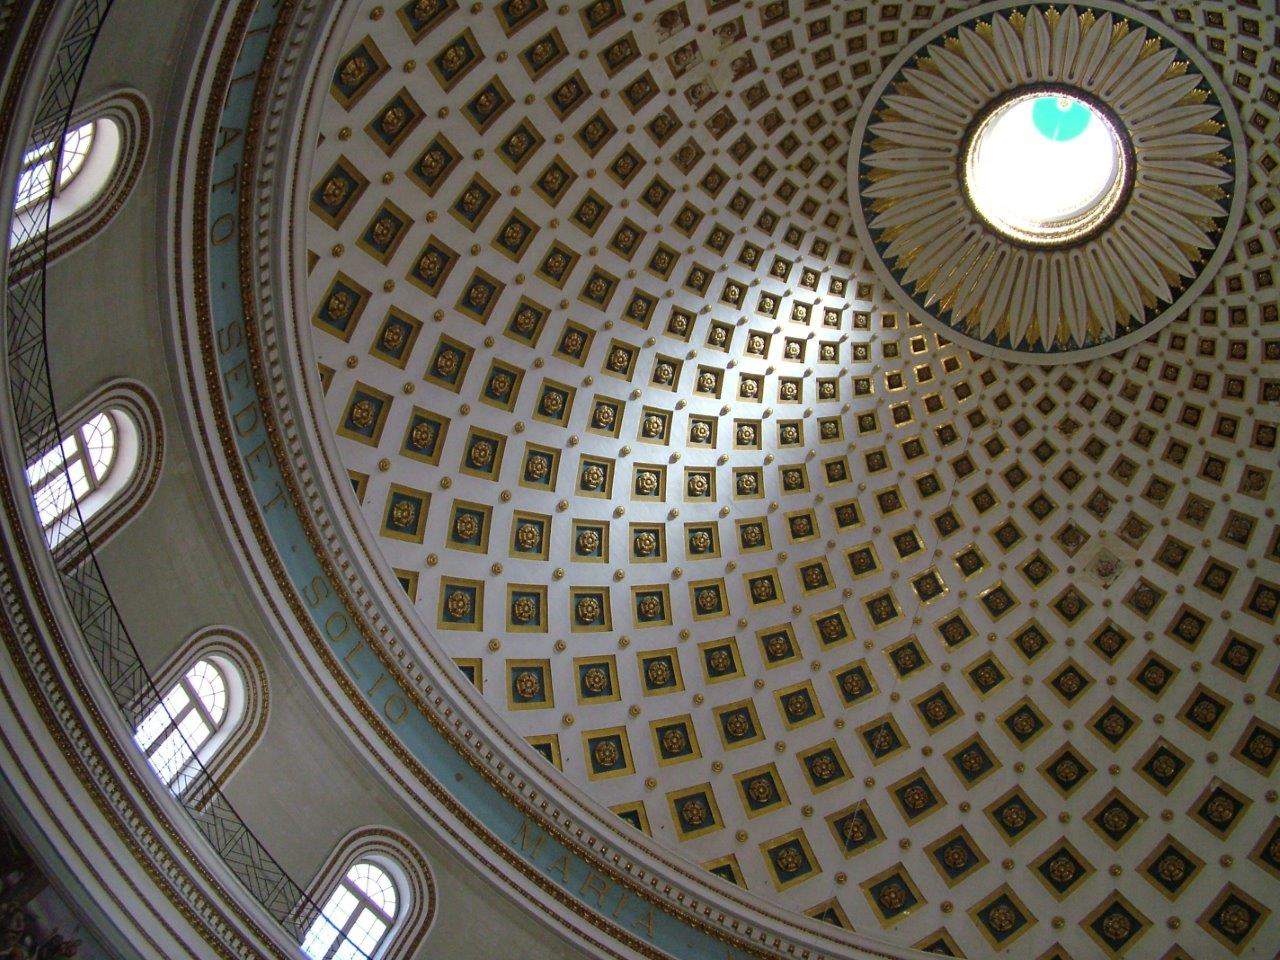 SEDET · SOLIO · MARIA